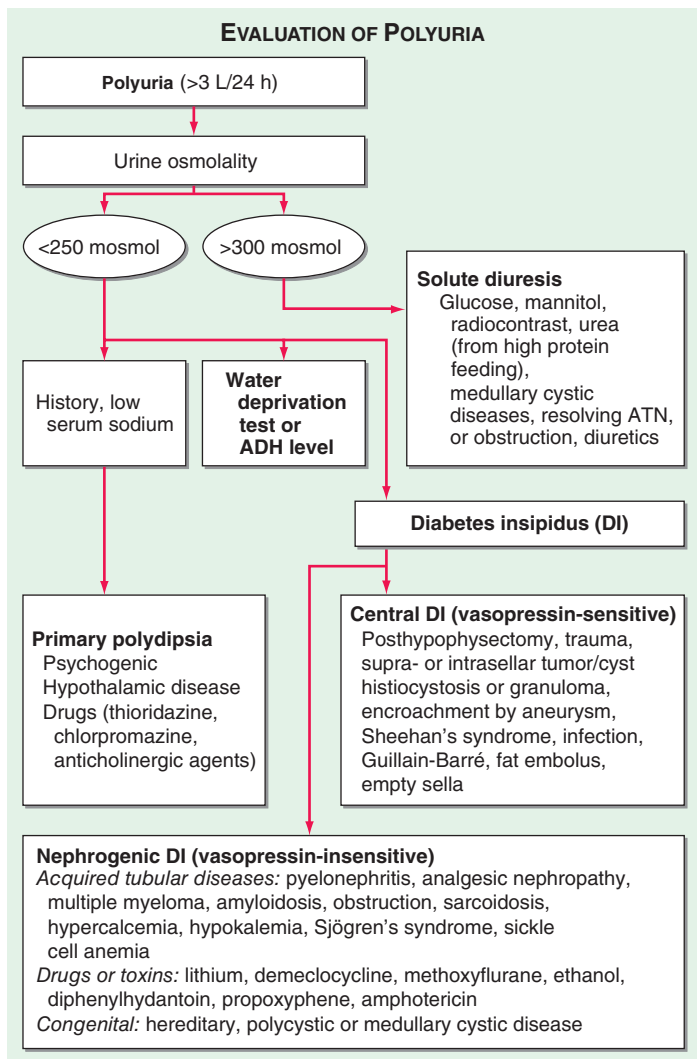 EVALUATION OF POLYURIA
Polyuria (>3 L/24 h)
Urine osmolality
<250 mosmol
>300 mosmol
Solute diuresis
Glucose, mannitol,
radiocontrast, urea
(from high protein
feeding),
medullary cystic
diseases, resolving ATN,
or obstruction, diuretics
History, low
serum sodium
Water
deprivation
test or
ADH level
Diabetes insipidus (DI)
Primary polydipsia
Psychogenic
Hypothalamic disease
Drugs (thioridazine,
chlorpromazine,
anticholinergic agents)
Central DI (vasopressin-sensitive)
Posthypophysectomy, trauma,
supra- or intrasellar tumor/cyst
histiocystosis or granuloma,
encroachment by aneurysm,
Sheehan's syndrome, infection,
Guillain-Barré, fat embolus,
empty sella
Nephrogenic DI (vasopressin-insensitive)
Acquired tubular diseases: pyelonephritis, analgesic nephropathy,
multiple myeloma, amyloidosis, obstruction, sarcoidosis,
hypercalcemia, hypokalemia, Sjögren's syndrome, sickle
cell anemia
Drugs or toxins: lithium, demeclocycline, methoxyflurane, ethanol,
diphenylhydantoin, propoxyphene, amphotericin
Congenital: hereditary, polycystic or medullary cystic disease